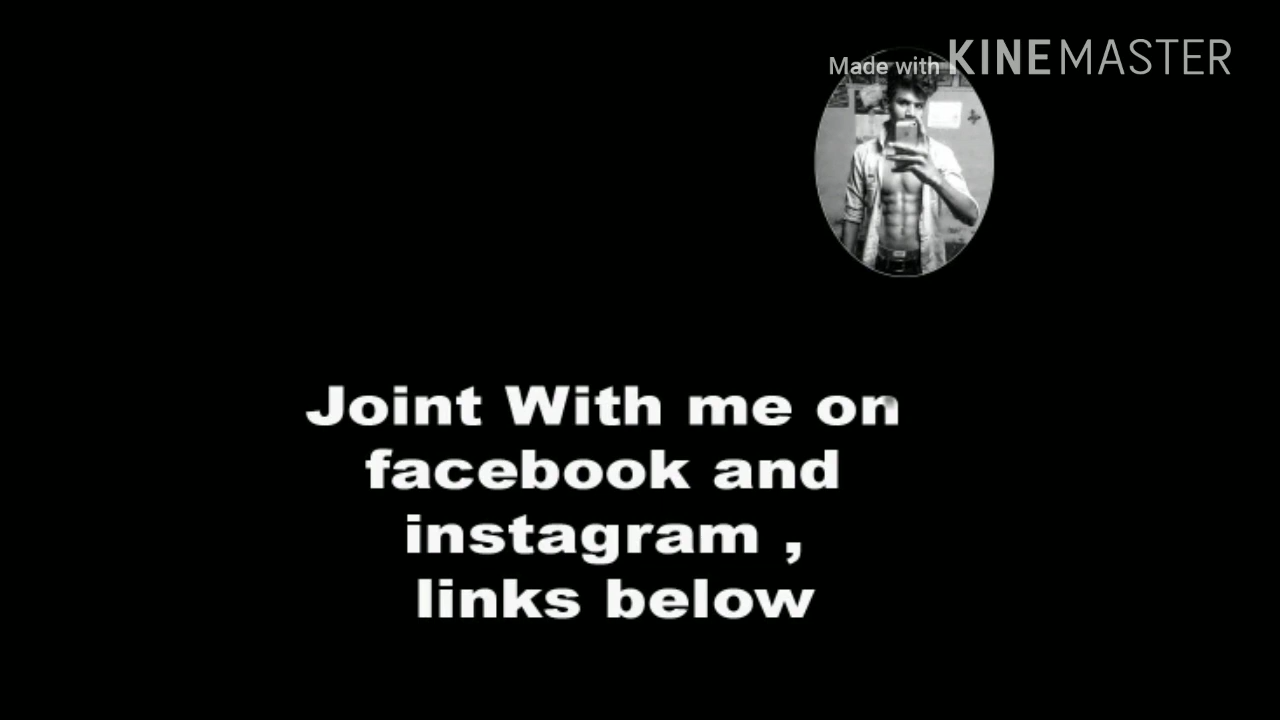 Made with KINEMASTER
Joint With me on
facebook and
instagram ,
links below